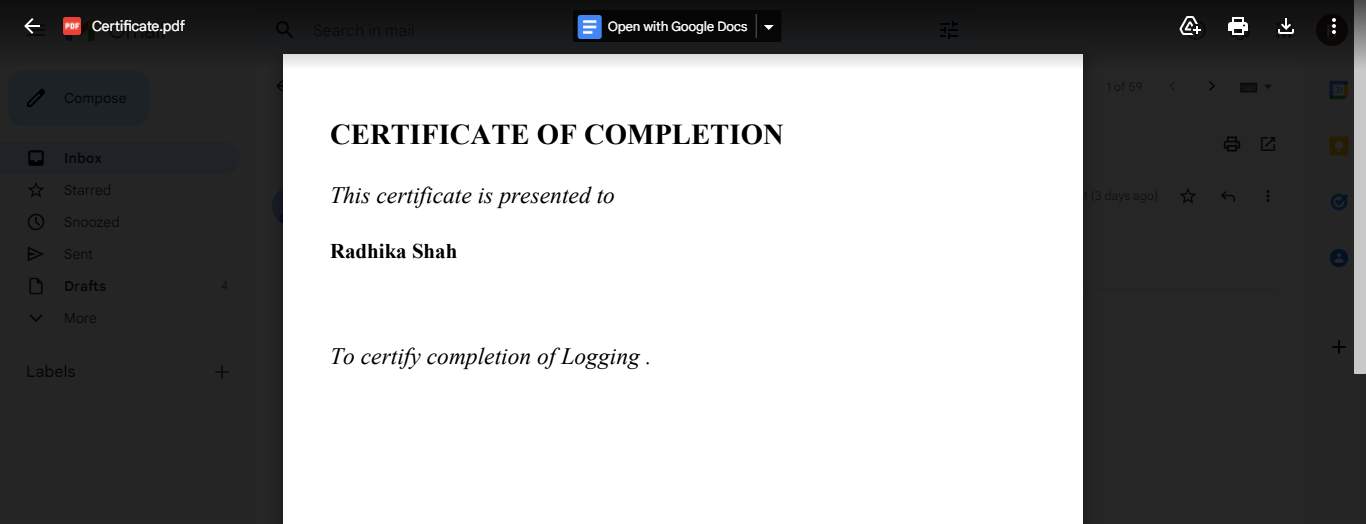 PDF Certificate.pdf
Search in mail
Open with Google Docs
Compose
1 of 59
Inbox
Starred
(3 days ago)
Snoozed
Sent
Drafts 4
More
Labels
CERTIFICATE OF COMPLETION
This certificate is presented to
Radhika Shah
To certify completion of Logging .